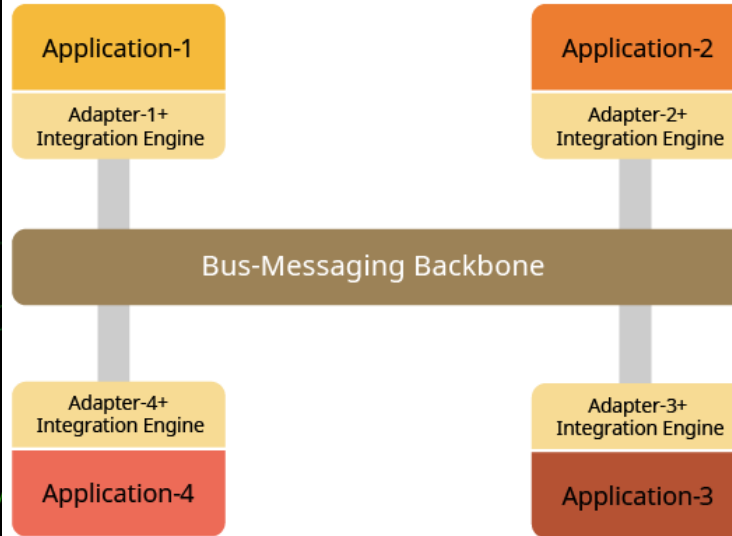 Application-1
Application-2
Adapter-1+
Integration Engine
Adapter-2+
Integration Engine
Bus-Messaging Backbone
Adapter-4+
Integration Engine
Adapter-3+
Integration Engine
Application-4
Application-3